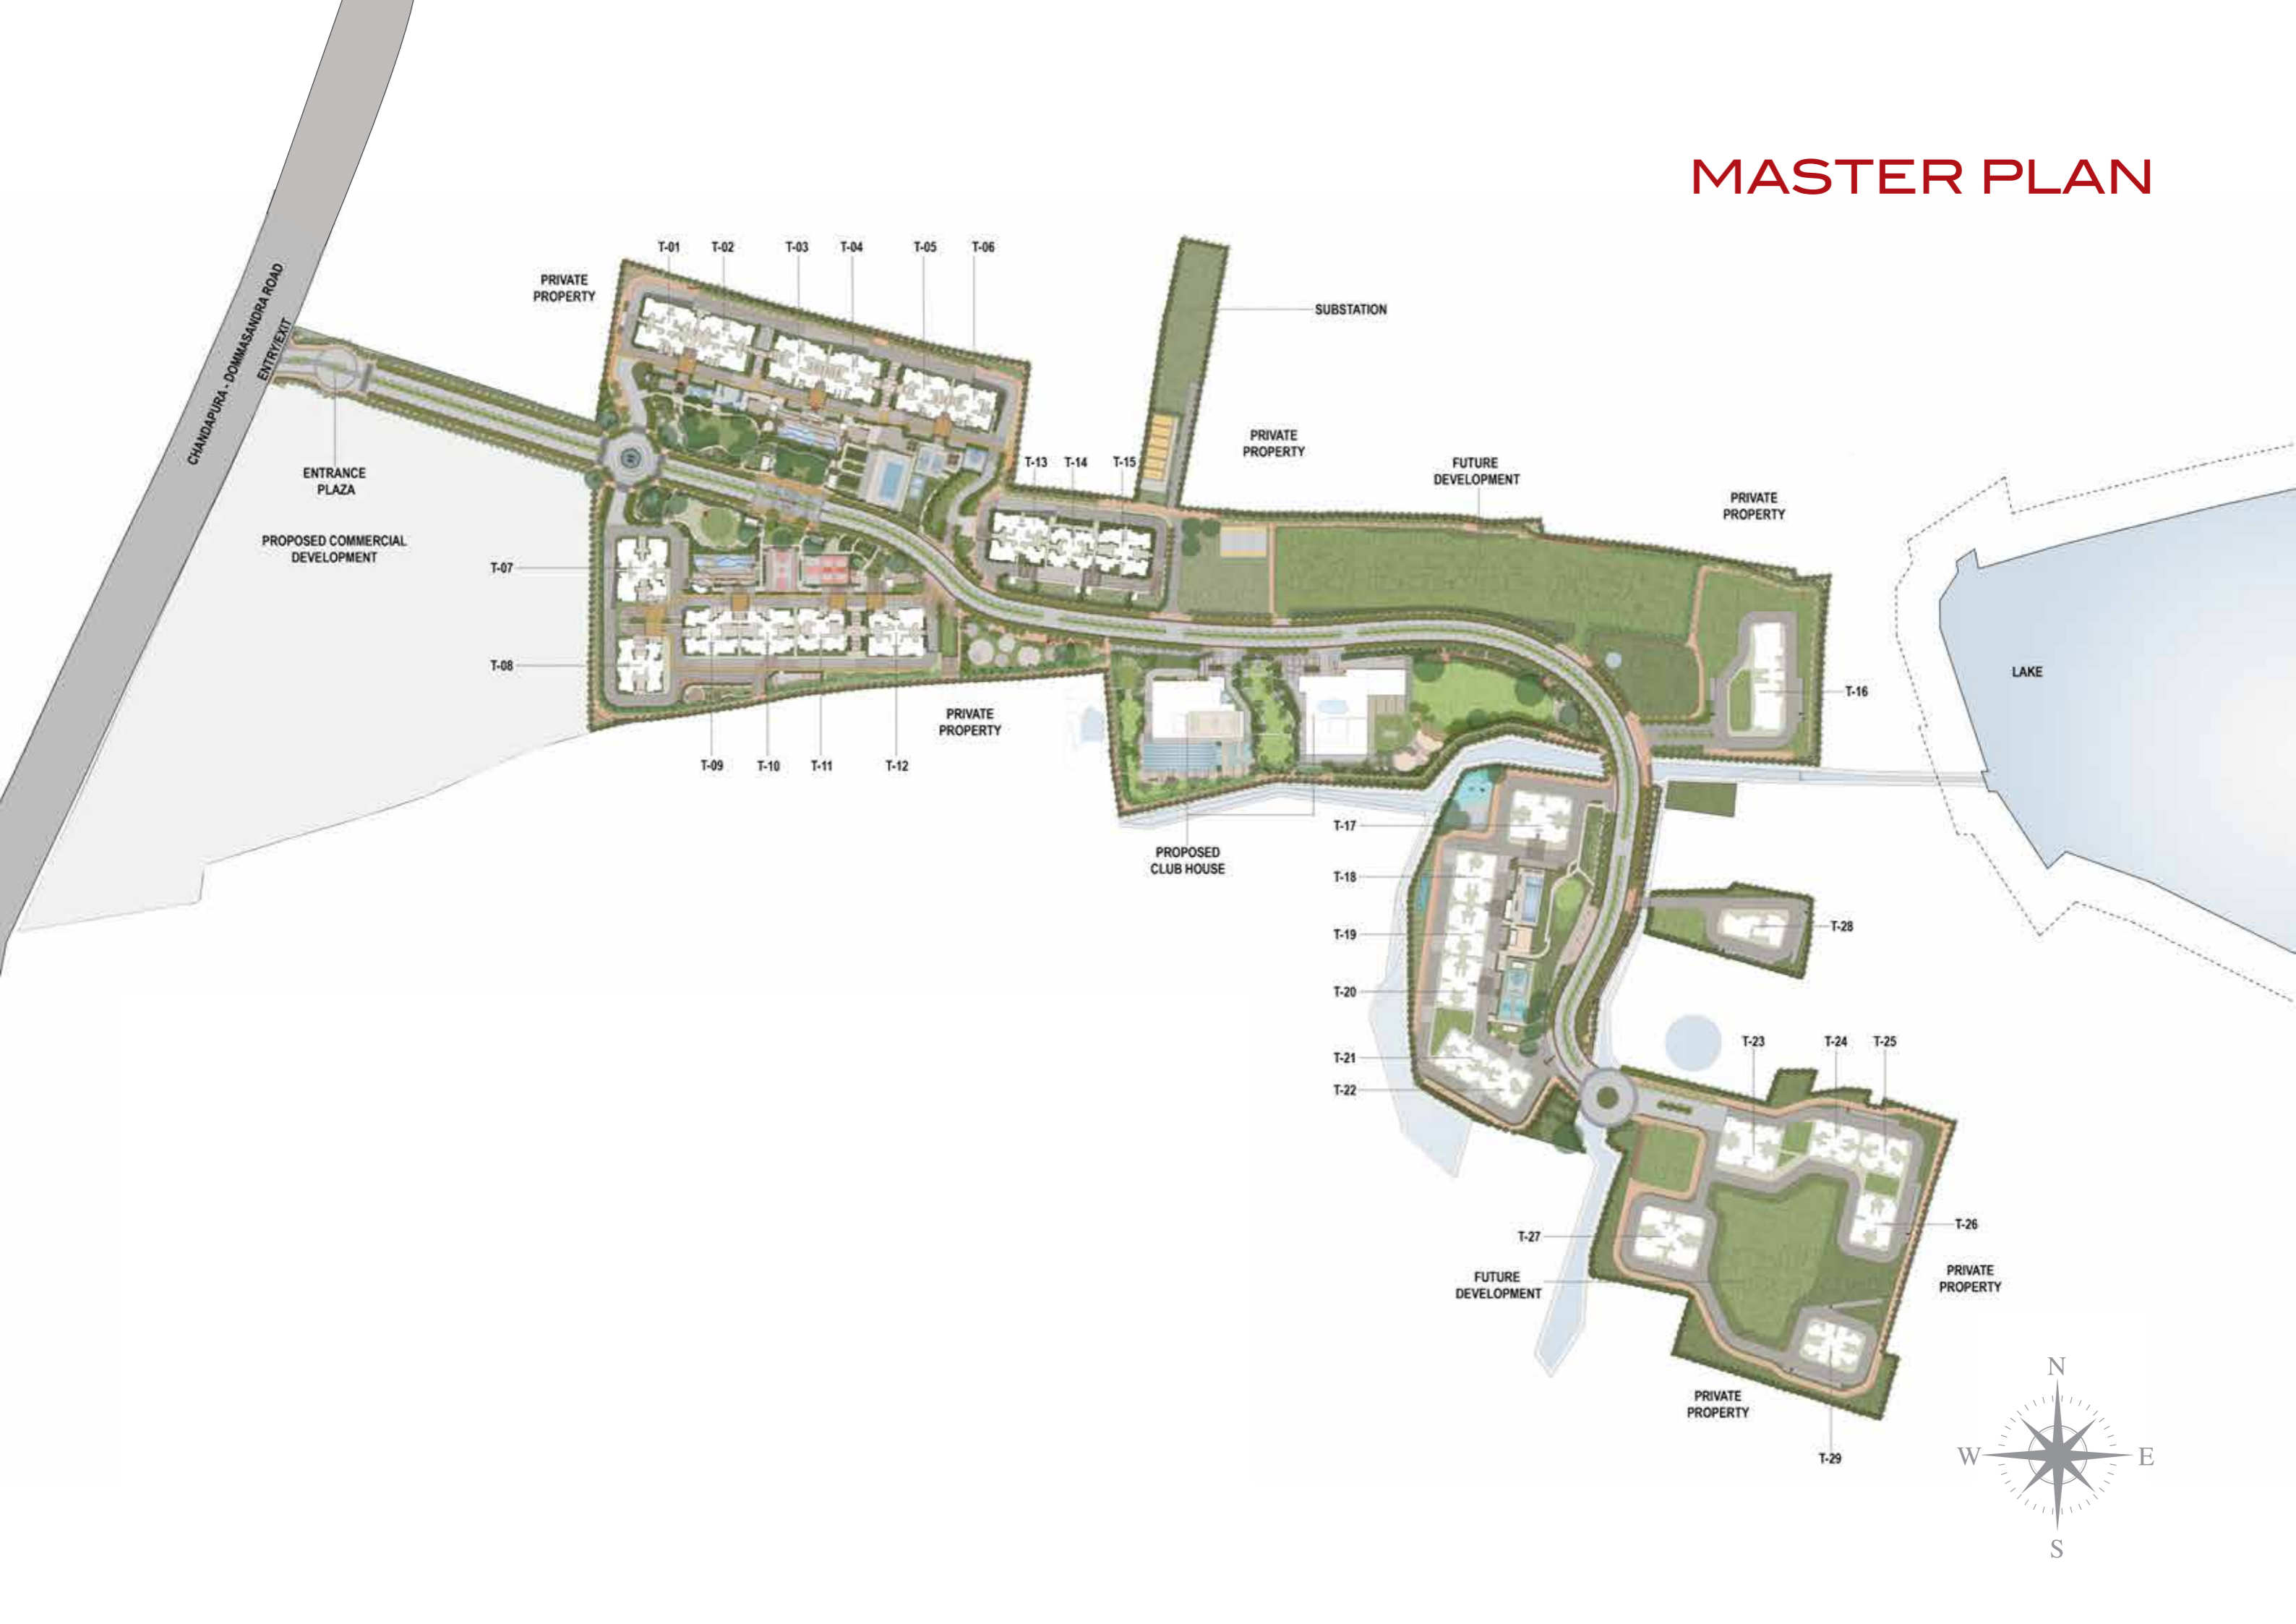 MASTER PLAN
T-01
T-02
T-03
T-04
T-05
T-06
PRIVATE
PROPERTY
CHANDAPURA - DOMMASANDRA ROAD
ENTRY/EXIT
SUBSTATION
PRIVATE
PROPERTY
T-13
T-14
T-15
FUTURE
DEVELOPMENT
PRIVATE
PROPERTY
ENTRANCE
PLAZA
PROPOSED COMMERCIAL
DEVELOPMENT
T-07
T-08
LAKE
T-16
PRIVATE
PROPERTY
T-09
T-10
T-11
T-12
T-17
PROPOSED
CLUB HOUSE
T-18
T-19
T-20
T-21
T-22
T-28
T-23
T-24
T-25
T-26
T-27
FUTURE
DEVELOPMENT
PRIVATE
PROPERTY
PRIVATE
PROPERTY
T-29
N
W
E
S